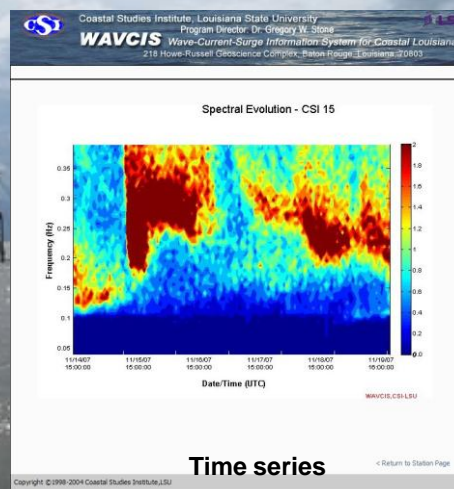 CSI
Coastal Studies Institute, Louisiana State University
Program Director: Dr. Gregory W. Stone
WAVCIS Wave-Current-Surge Information System for Coastal Louisiana
218 Howe-Russell Geoscience Complex, Baton Rouge, Louisiana 70803
Spectral Evolution - CSI 15
Frequency (Hz)
0.35
0.3
0.25
0.2
0.15
0.1
0.05
2
1.8
1.6
1.4
1.2
1
0.8
0.6
0.4
0.2
0.0
11/14/07 11/15/07 11/16/07 11/17/07 11/18/07 11/19/07
15:00:00 15:00:00 15:00:00 15:00:00 15:00:00 15:00:00
Date/Time (UTC)
WAVCIS,CSI-LSU
Time series
< Return to Station Page
Copyright ©1998-2004 Coastal Studies Institute,LSU